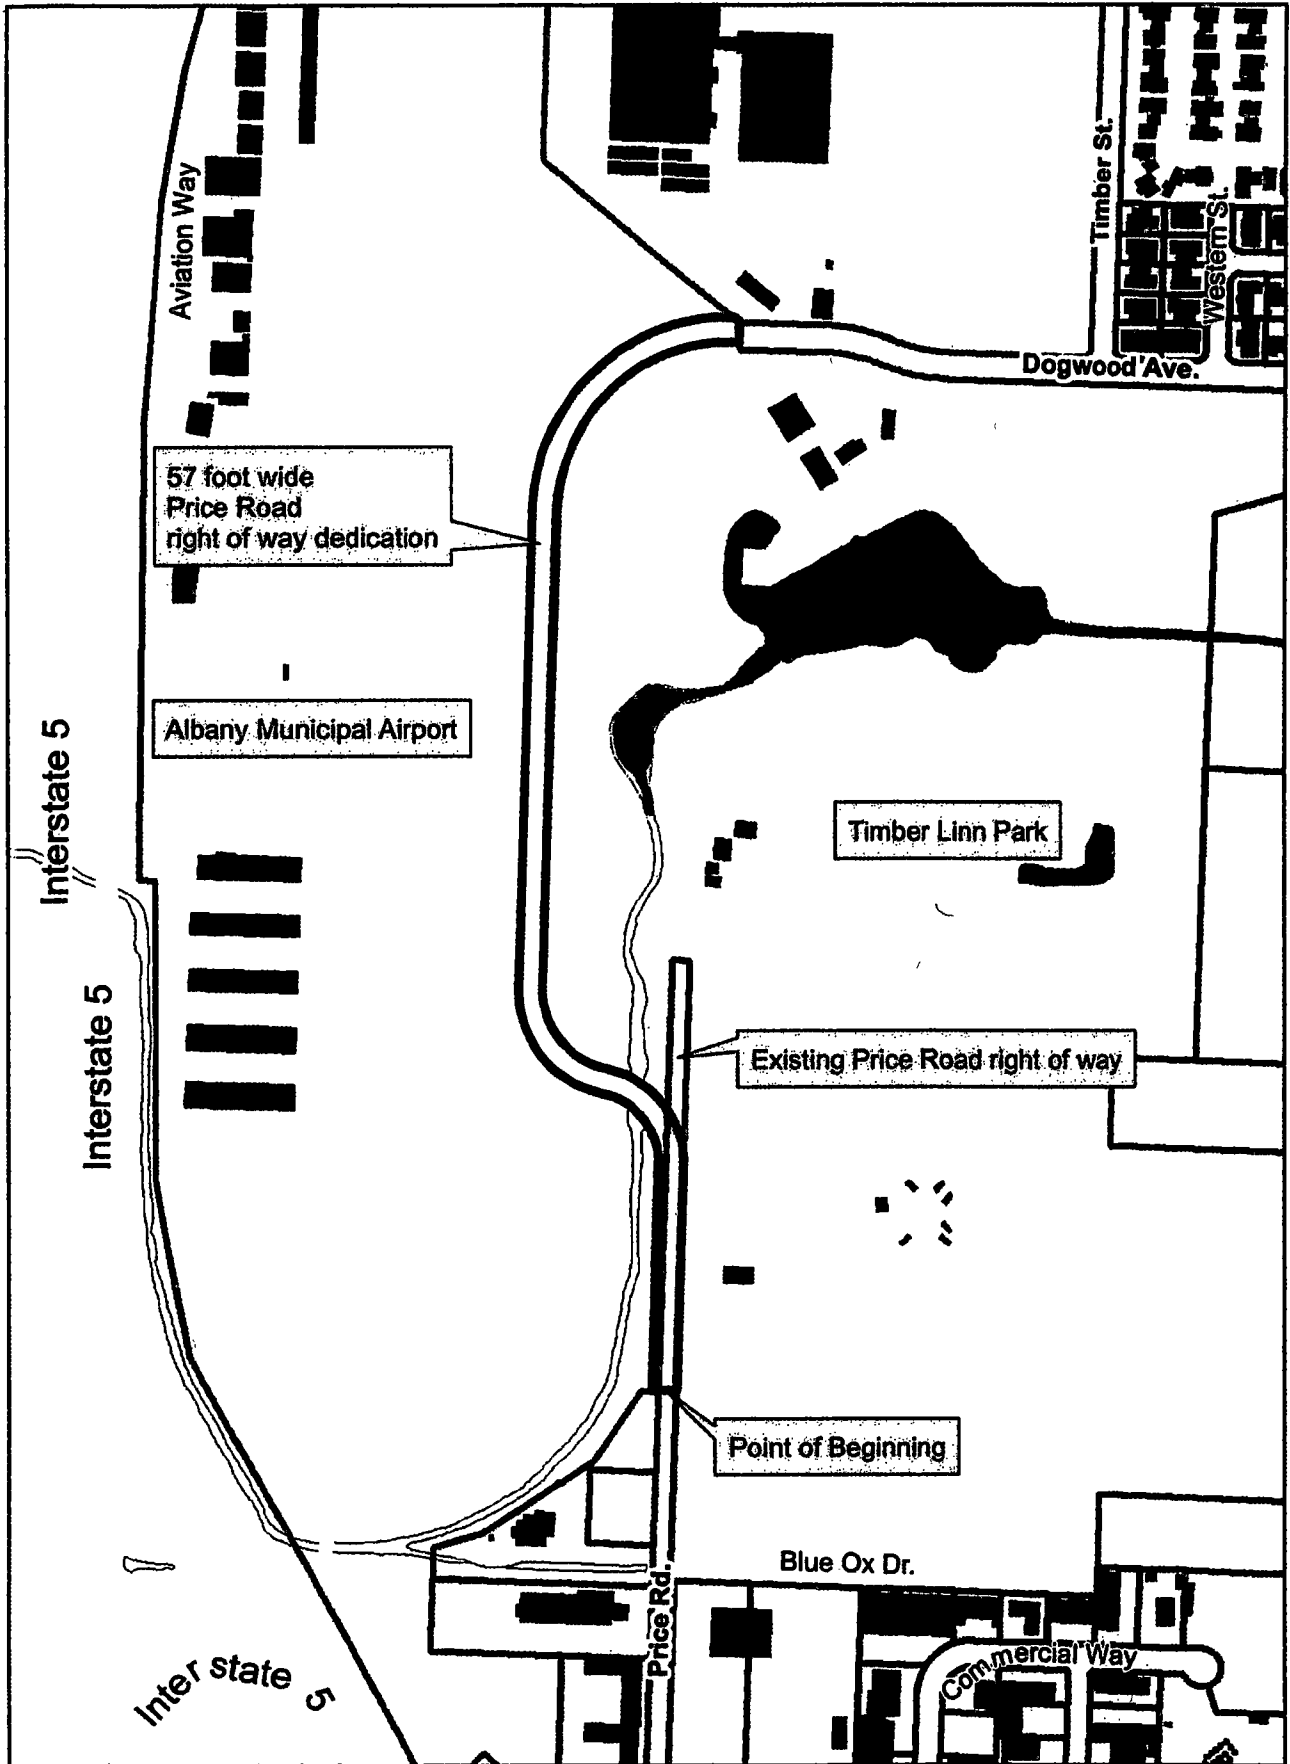 Timber St.
Aviation Way
Western St.
Dogwood Ave.
57 foot wide
Price Road
right of way dedication
Albany Municipal Airport
Interstate 5
Timber Linn Park
Interstate 5
Existing Price Road right of way
Point of Beginning
Blue Ox Dr.
Price Rd.
Commercial Way
Inter state 5